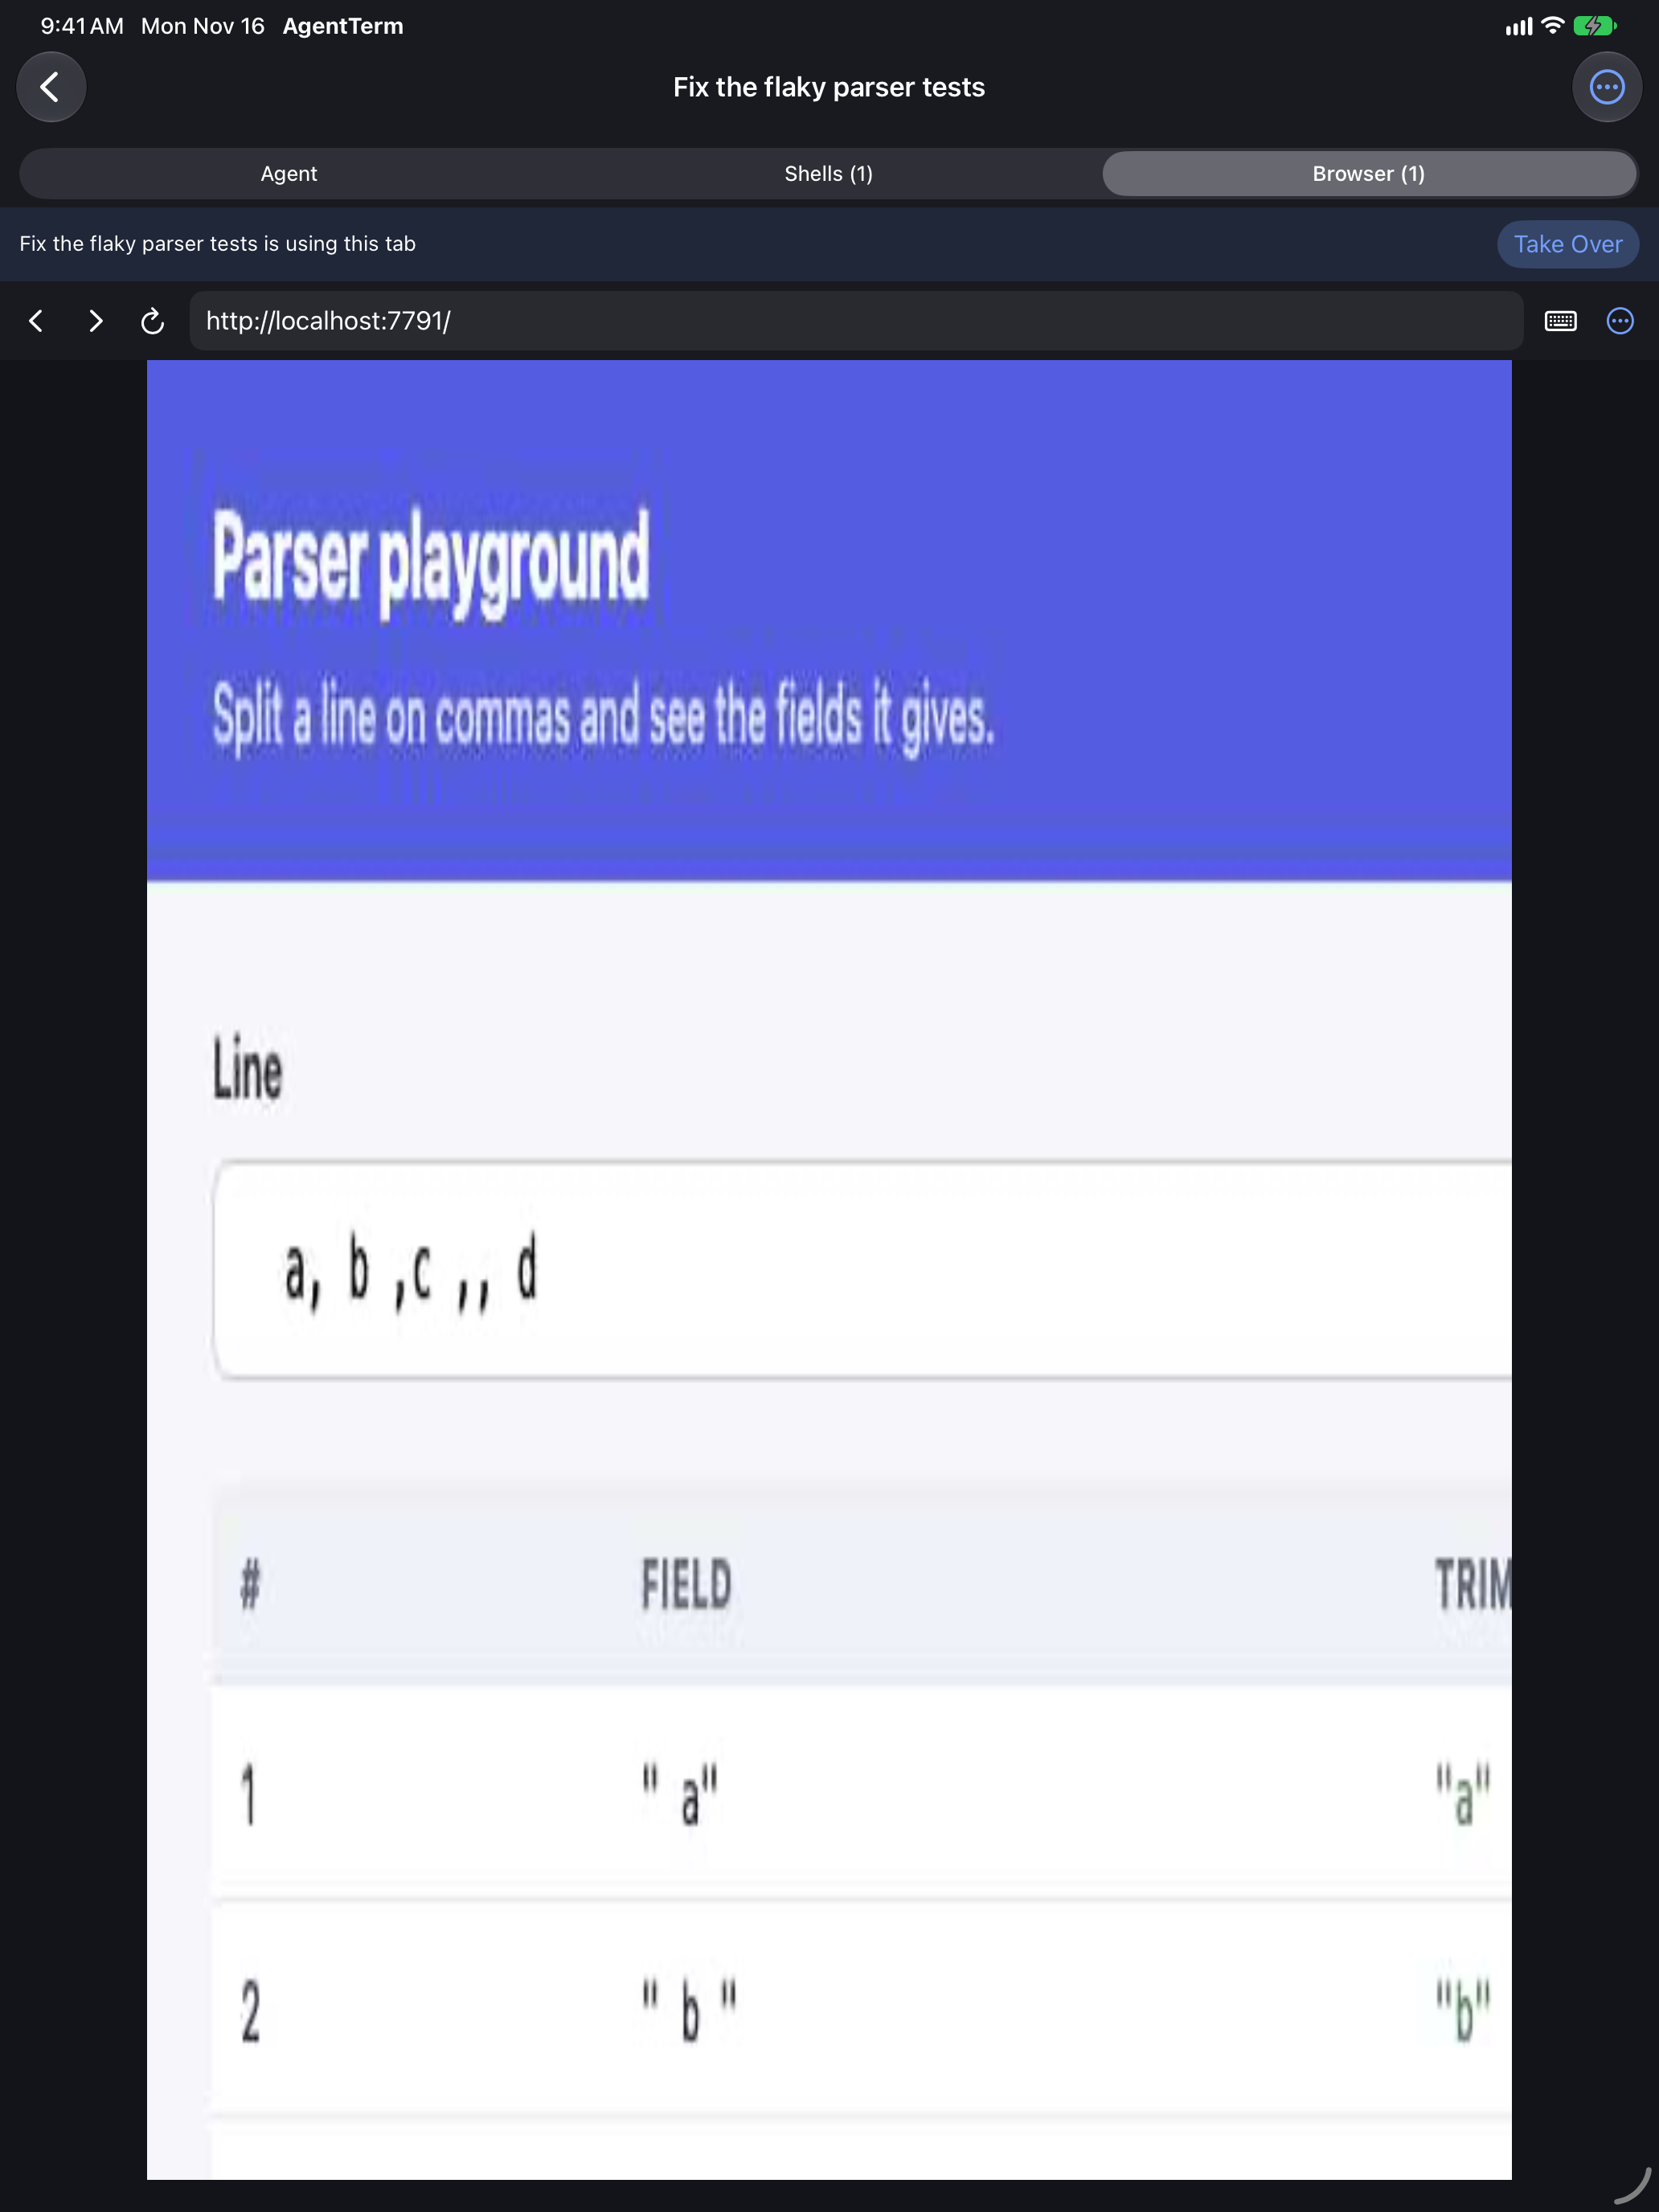 9:41 AM Mon Nov 16 AgentTerm
Fix the flaky parser tests
Agent
Shells (1)
Browser (1)
Fix the flaky parser tests is using this tab
Take Over
http://localhost:7791/
Parser playground
Split a line on commas and see the fields it gives.
Line
a, b ,c ,, d
# FIELD TRIM
1 " a" "a"
2 " b " "b"